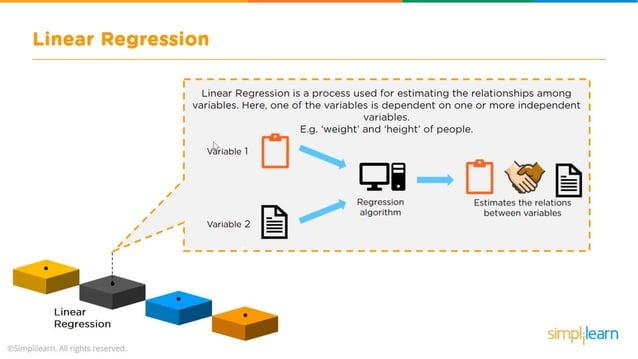 Linear Regression
Linear Regression is a process used for estimating the relationships among
variables. Here, one of the variables is dependent on one or more independent
variables.
E.g. ‘weight’ and ‘height’ of people.
Variable 1
Regression
algorithm
Estimates the relations
between variables
Variable 2
Linear
Regression
©Simplilearn. All rights reserved.
simplilearn